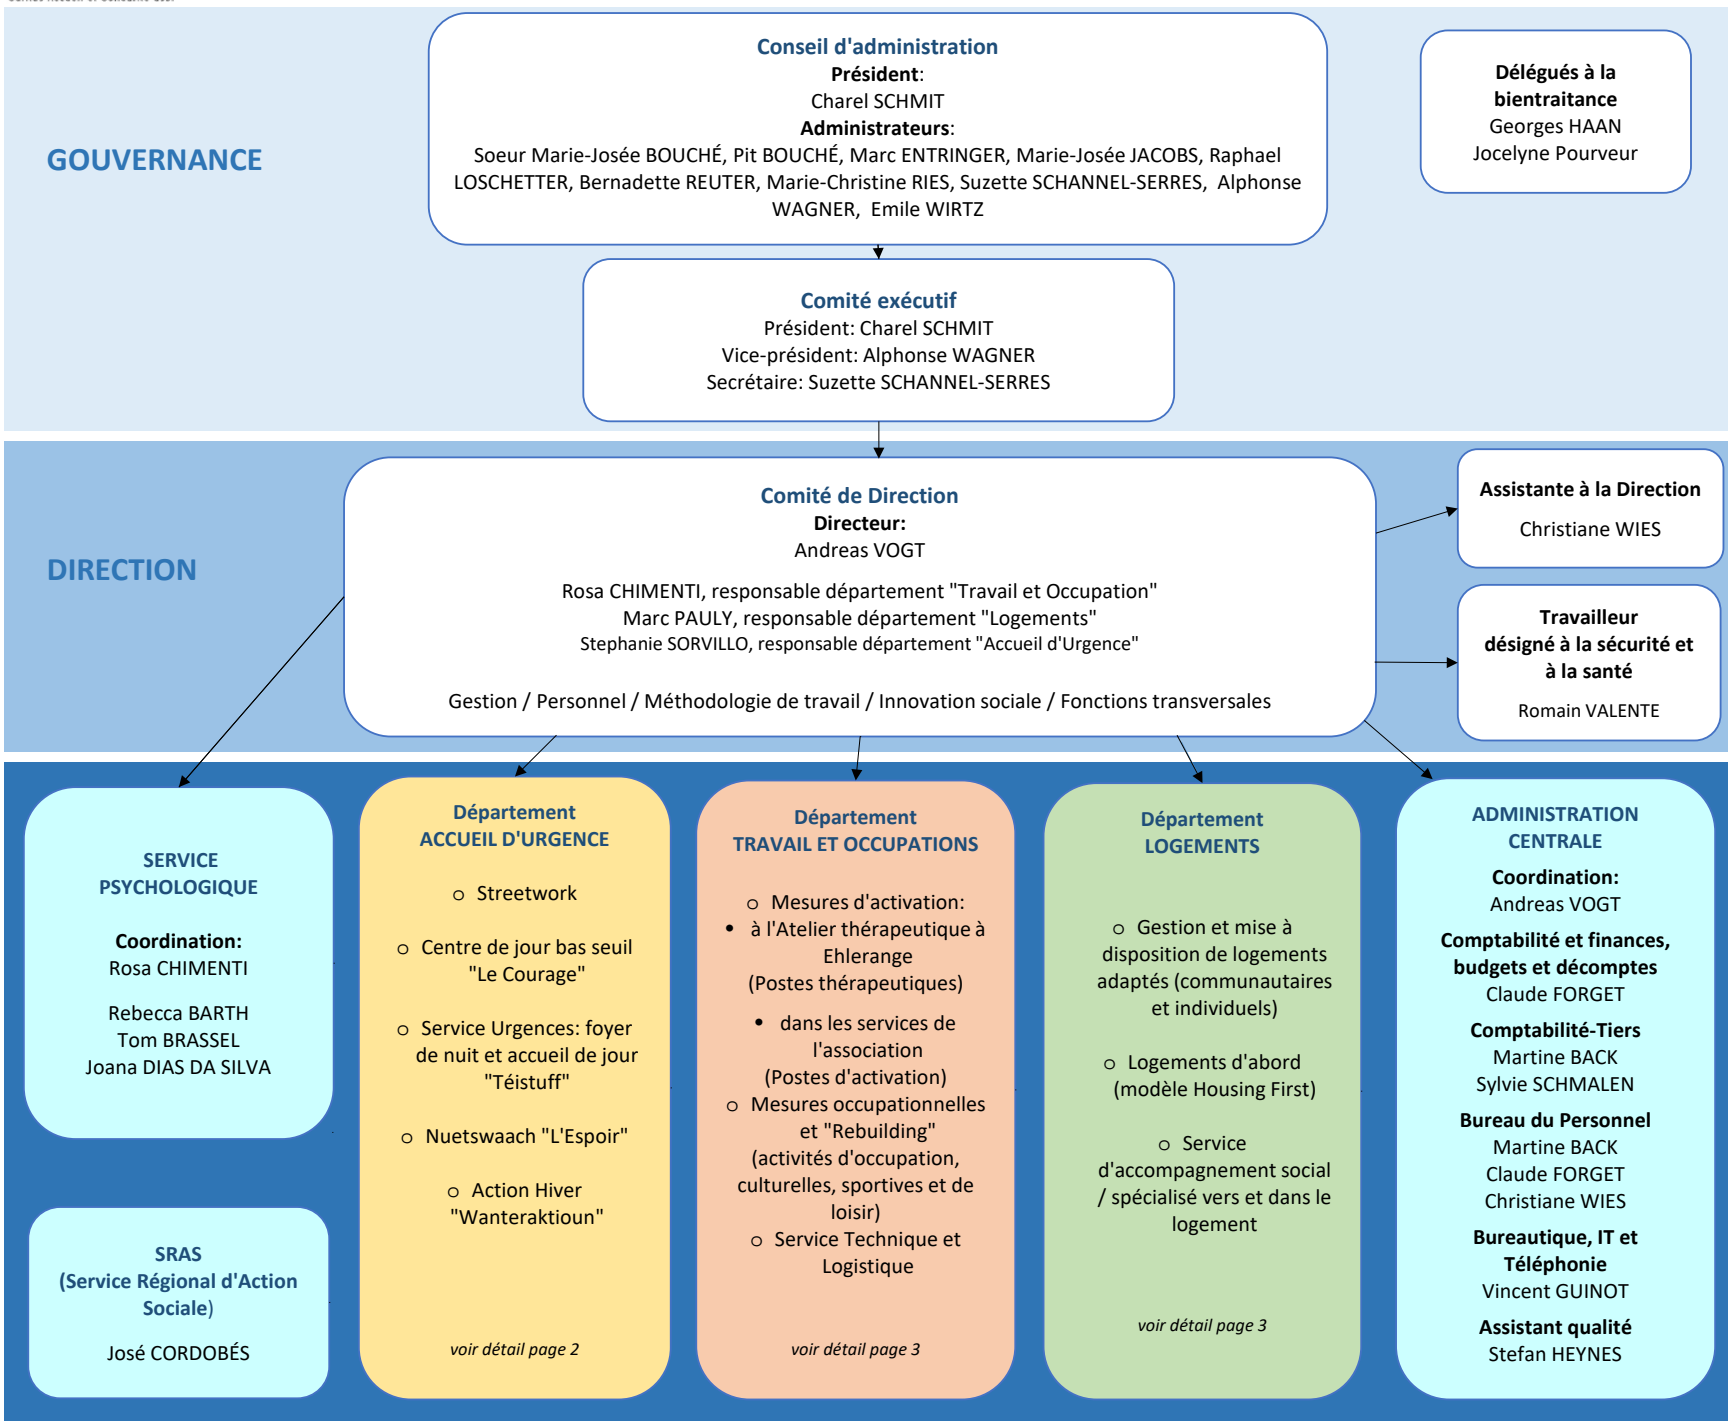 GOUVERNANCE
Conseil d'administration
Président:
Charel SCHMIT
Administrateurs:
Soeur Marie-Josée BOUCHÉ, Pit BOUCHÉ, Marc ENTRINGER, Marie-Josée JACOBS, Raphael
LOSCHETTER, Bernadette REUTER, Marie-Christine RIES, Suzette SCHANNEL-SERRES, Alphonse
WAGNER, Emile WIRTZ
Délégués à la
bientraitance
Georges HAAN
Jocelyne Pourveur
Comité exécutif
Président: Charel SCHMIT
Vice-président: Alphonse WAGNER
Secrétaire: Suzette SCHANNEL-SERRES
DIRECTION
Comité de Direction
Directeur:
Andreas VOGT
Rosa CHIMENTI, responsable département "Travail et Occupation"
Marc PAULY, responsable département "Logements"
Stephanie SORVILLO, responsable département "Accueil d'Urgence"
Gestion / Personnel / Méthodologie de travail / Innovation sociale / Fonctions transversales
Assistante à la Direction
Christiane WIES
Travailleur
désigné à la sécurité et
à la santé
Romain VALENTE
SERVICE
PSYCHOLOGIQUE
Coordination:
Rosa CHIMENTI
Rebecca BARTH
Tom BRASSEL
Joana DIAS DA SILVA
SRAS
(Service Régional d'Action
Sociale)
José CORDOBÉS
Département
ACCUEIL D'URGENCE
o Streetwork
o Centre de jour bas seuil
"Le Courage"
o Service Urgences: foyer
de nuit et accueil de jour
"Téistuff"
o Nuetswaach "L'Espoir"
o Action Hiver
"Wanteraktioun"
voir détail page 2
Département
TRAVAIL ET OCCUPATIONS
o Mesures d'activation:
• à l'Atelier thérapeutique à
Ehlerange
(Postes thérapeutiques)
• dans les services de
l'association
(Postes d'activation)
o Mesures occupationnelles
et "Rebuilding"
(activités d'occupation,
culturelles, sportives et de
loisir)
o Service Technique et
Logistique
voir détail page 3
Département
LOGEMENTS
o Gestion et mise à
disposition de logements
adaptés (communautaires
et individuels)
o Logements d'abord
(modèle Housing First)
o Service
d'accompagnement social
/ spécialisé vers et dans le
logement
voir détail page 3
ADMINISTRATION
CENTRALE
Coordination:
Andreas VOGT
Comptabilité et finances,
budgets et décomptes
Claude FORGET
Comptabilité-Tiers
Martine BACK
Sylvie SCHMALEN
Bureau du Personnel
Martine BACK
Claude FORGET
Christiane WIES
Bureautique, IT et
Téléphonie
Vincent GUINOT
Assistant qualité
Stefan HEYNES